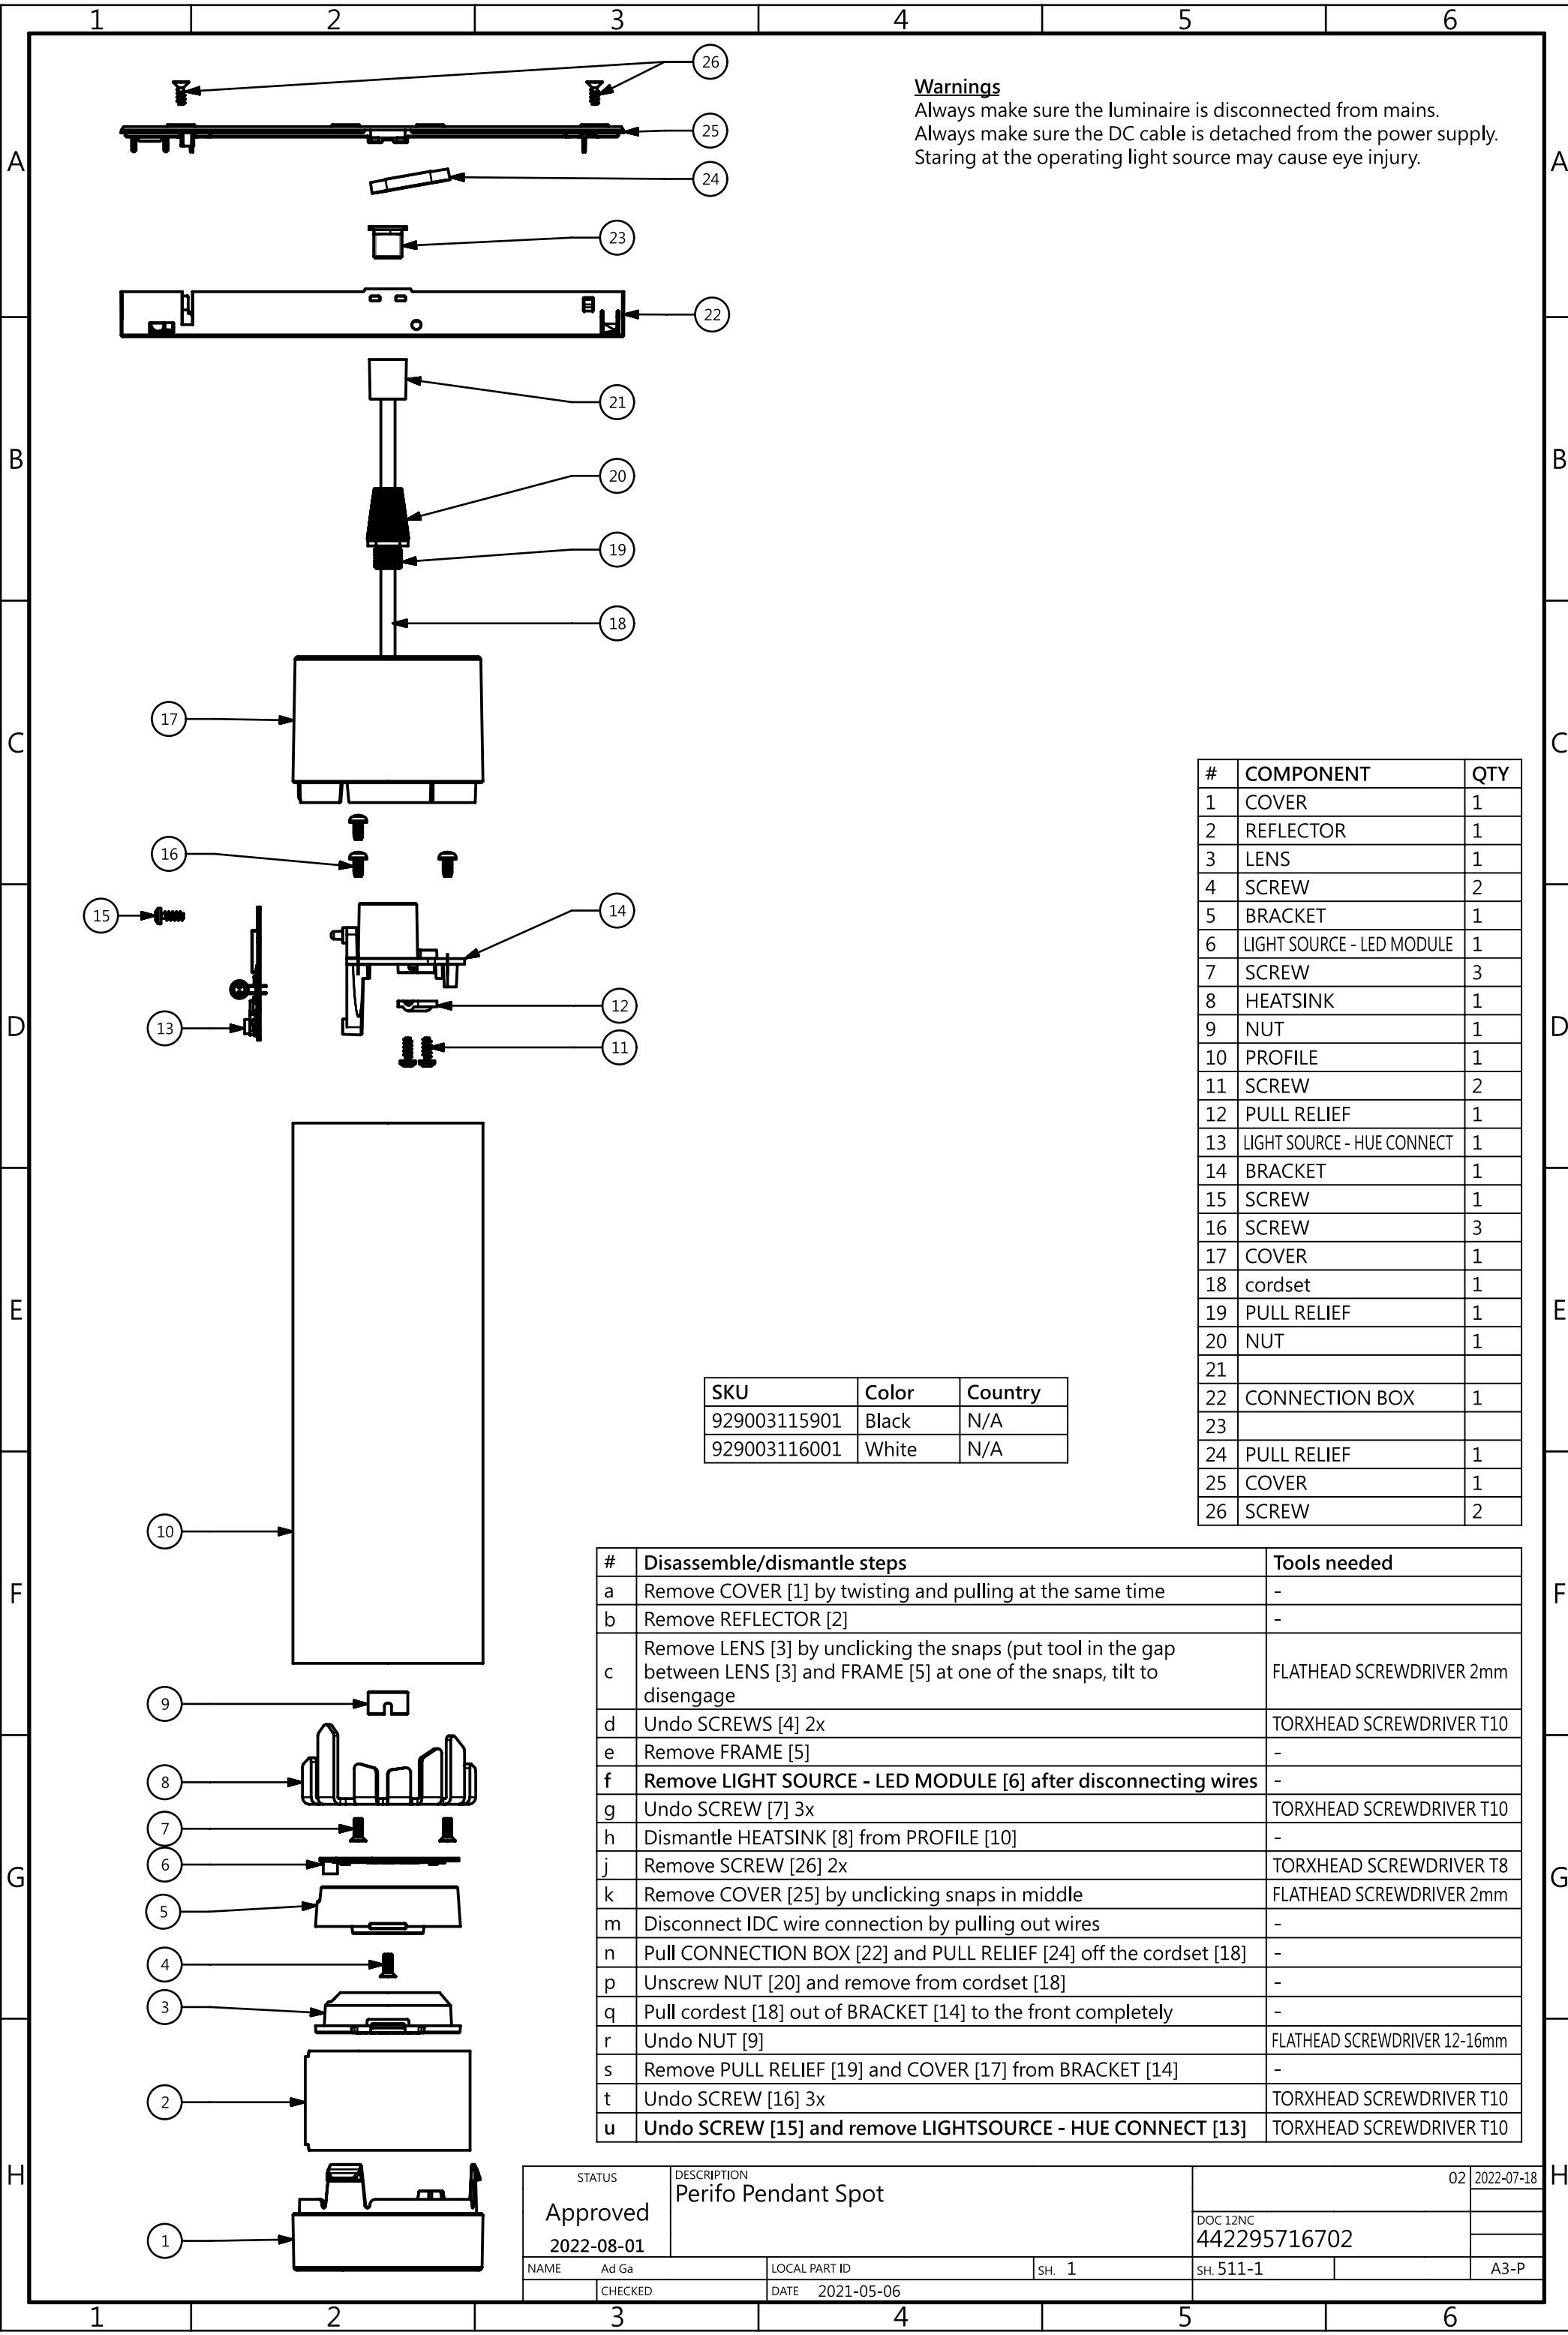 1 2 3 4 5 6
A A
B B
C C
D D
E E
F F
G G
H H
26
25
24
23
22
21
20
19
18
17
16
15
14
13
12
11
10
9
8
7
6
5
4
3
2
1
Warnings
Always make sure the luminaire is disconnected from mains.
Always make sure the DC cable is detached from the power supply.
Staring at the operating light source may cause eye injury.
# COMPONENT QTY
1 COVER 1
2 REFLECTOR 1
3 LENS 1
4 SCREW 2
5 BRACKET 1
6 LIGHT SOURCE - LED MODULE 1
7 SCREW 3
8 HEATSINK 1
9 NUT 1
10 PROFILE 1
11 SCREW 2
12 PULL RELIEF 1
13 LIGHT SOURCE - HUE CONNECT 1
14 BRACKET 1
15 SCREW 1
16 SCREW 3
17 COVER 1
18 cordset 1
19 PULL RELIEF 1
20 NUT 1
21
22 CONNECTION BOX 1
23
24 PULL RELIEF 1
25 COVER 1
26 SCREW 2
SKU Color Country
929003115901 Black N/A
929003116001 White N/A
# Disassemble/dismantle steps Tools needed
a Remove COVER [1] by twisting and pulling at the same time -
b Remove REFLECTOR [2] -
c Remove LENS [3] by unclicking the snaps (put tool in the gap
between LENS [3] and FRAME [5] at one of the snaps, tilt to
disengage FLATHEAD SCREWDRIVER 2mm
d Undo SCREWS [4] 2x TORXHEAD SCREWDRIVER T10
e Remove FRAME [5] -
f Remove LIGHT SOURCE - LED MODULE [6] after disconnecting wires -
g Undo SCREW [7] 3x TORXHEAD SCREWDRIVER T10
h Dismantle HEATSINK [8] from PROFILE [10] -
j Remove SCREW [26] 2x TORXHEAD SCREWDRIVER T8
k Remove COVER [25] by unclicking snaps in middle FLATHEAD SCREWDRIVER 2mm
m Disconnect IDC wire connection by pulling out wires -
n Pull CONNECTION BOX [22] and PULL RELIEF [24] off the cordset [18] -
p Unscrew NUT [20] and remove from cordset [18] -
q Pull cordest [18] out of BRACKET [14] to the front completely -
r Undo NUT [9] FLATHEAD SCREWDRIVER 12-16mm
s Remove PULL RELIEF [19] and COVER [17] from BRACKET [14] -
t Undo SCREW [16] 3x TORXHEAD SCREWDRIVER T10
u Undo SCREW [15] and remove LIGHTSOURCE - HUE CONNECT [13] TORXHEAD SCREWDRIVER T10
STATUS
Approved
2022-08-01
DESCRIPTION
Perifo Pendant Spot
02 2022-07-18
DOC 12NC
442295716702
NAME Ad Ga LOCAL PART ID SH. 1 SH. 511-1 A3-P
CHECKED DATE 2021-05-06
1 2 3 4 5 6